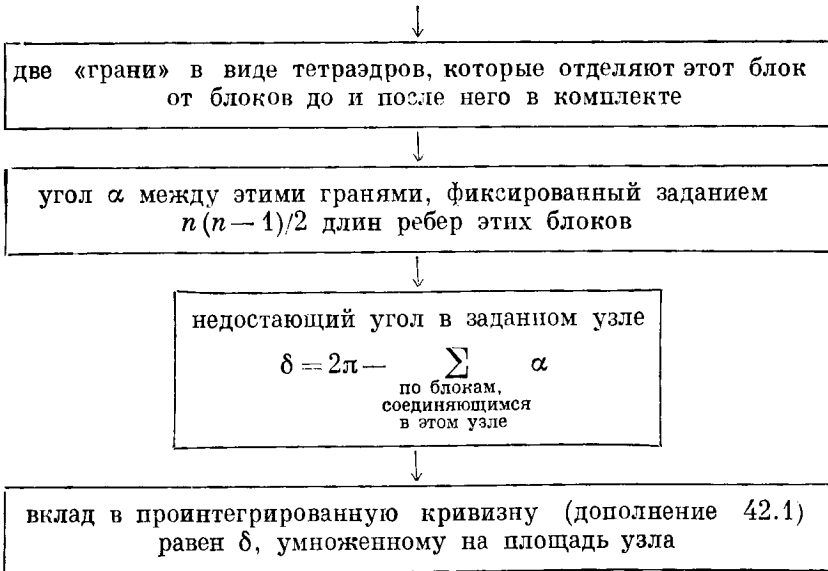 две «грани» в виде тетраэдров, которые отделяют этот блок
от блоков до и после него в комплекте
угол α между этими гранями, фиксированный заданием
n (n — 1)/2 длин ребер этих блоков
недостающий угол в заданном узле
δ = 2π — ∑ α
по блокам,
соединяющимся
в этом узле
вклад в проинтегрированную кривизну (дополнение 42.1)
равен δ, умноженному на площадь узла